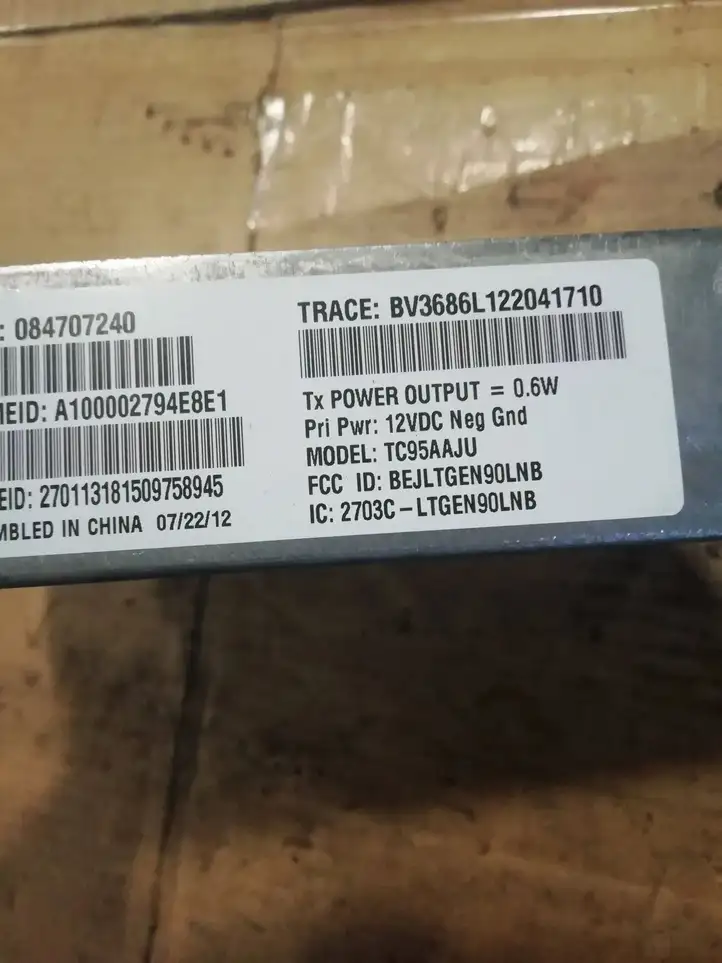 : 084707240
MEID: A100002794E8E1
EID: 270113181509758945
MBLED IN CHINA 07/22/12
TRACE: BV3686L122041710
Tx POWER OUTPUT = 0.6W
Pri Pwr: 12VDC Neg Gnd
MODEL: TC95AAJU
FCC ID: BEJLTGEN90LNB
IC: 2703C-LTGEN90LNB